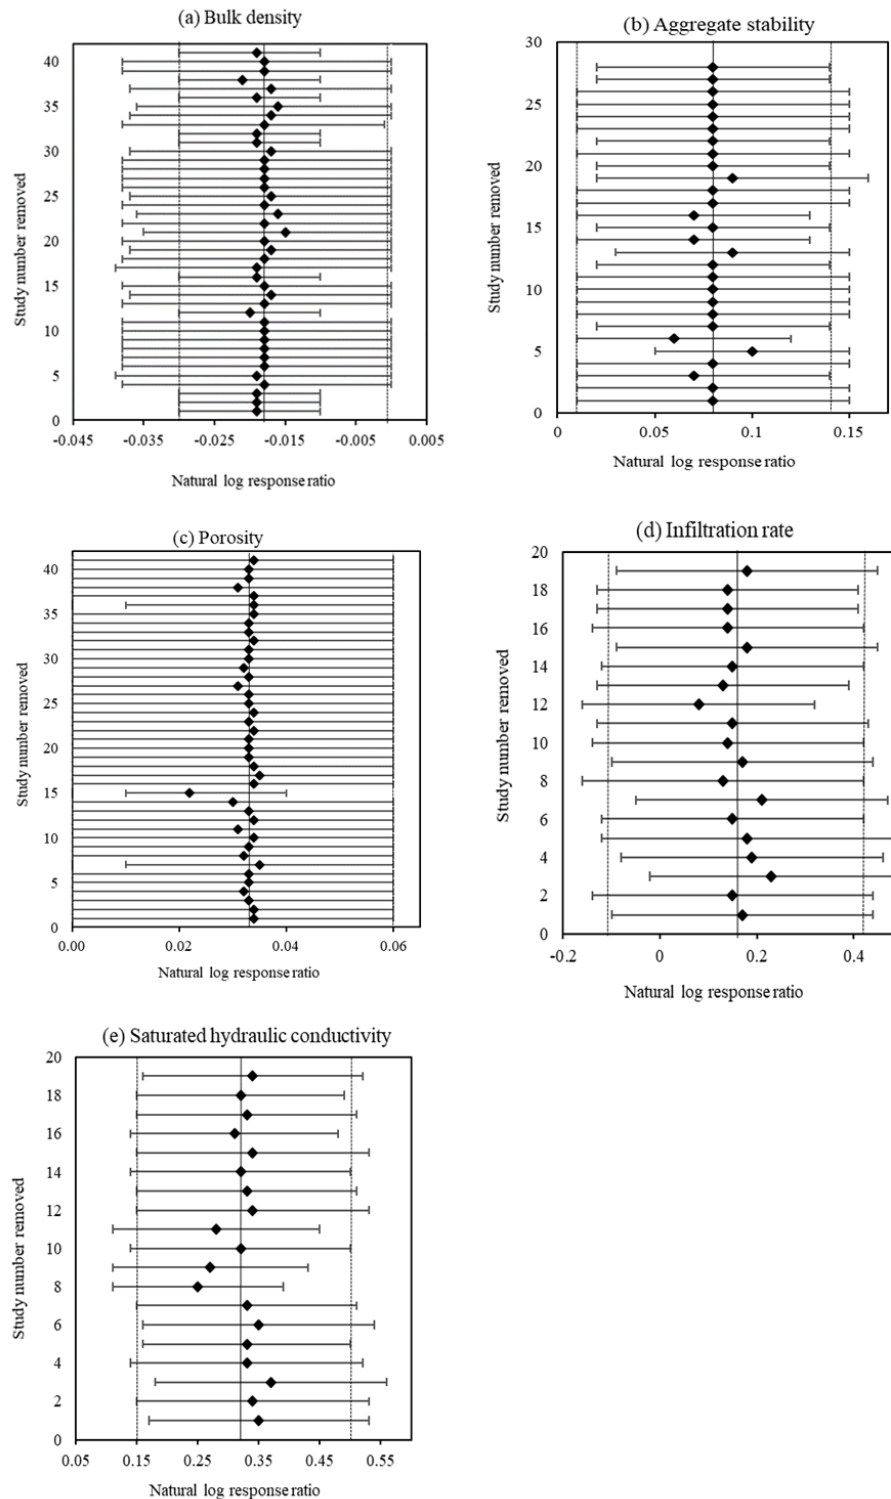 (a) Bulk density
40
30
20
10
0
Study number removed
-0.045 -0.035 -0.025 -0.015 -0.005 0.005
Natural log response ratio
(b) Aggregate stability
30
25
20
15
10
5
0
Study number removed
0 0.05 0.1 0.15
Natural log response ratio
(c) Porosity
40
35
30
25
20
15
10
5
0
Study number removed
0.00 0.02 0.04 0.06
Natural log response ratio
(d) Infiltration rate
20
18
16
14
12
10
8
6
4
2
0
Study number removed
-0.2 0 0.2 0.4
Natural log response ratio
(e) Saturated hydraulic conductivity
20
18
16
14
12
10
8
6
4
2
0
Study number removed
0.05 0.15 0.25 0.35 0.45 0.55
Natural log response ratio